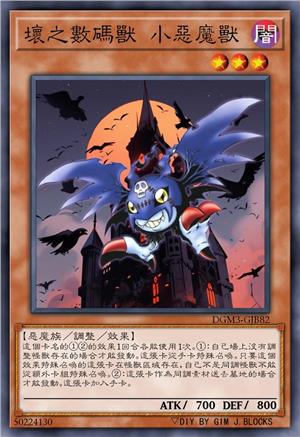 壞之數碼獸 小惡魔獸
闇
DGM3-GIB82
【惡魔族／調整／效果】
這個卡名的①②的效果1回合各能使用1次。①：自己場上沒有調
整怪獸存在的場合才能發動。這張卡從手卡特殊召喚。只要這個
效果特殊召喚的這張卡在怪獸區域存在，自己不是同調怪獸不能
從額外卡組特殊召喚。②：這張卡作為同調素材送去墓地的場合
才能發動。這張卡加入手卡。
ATK / 700 DEF / 800
50224130
DIY BY GIM J.BLOCKS